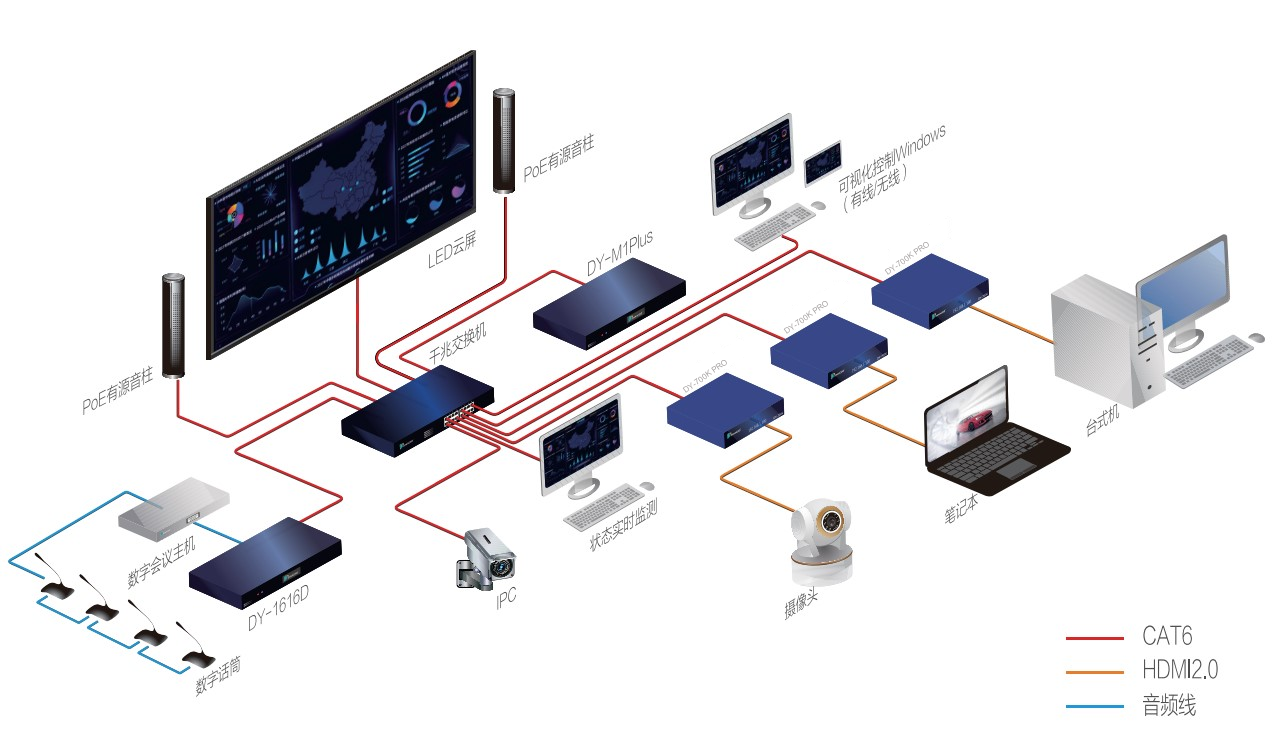 PoE有源音柱
LED云屏
可视化控制Windows
（有线/无线）
DY-M1Plus
DY-700K PRO
千兆交换机
DY-700K PRO
PoE有源音柱
DY-700K PRO
台式机
笔记本
状态实时监测
数字会议主机
DY-1616D
IPC
摄像头
数字话筒
CAT6
HDMI2.0
音频线